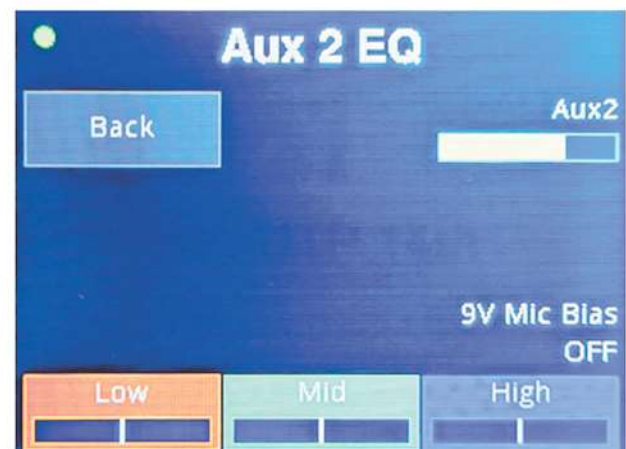 Aux 2 EQ
Back
Aux2
9V Mic Bias
OFF
Low
Mid
High